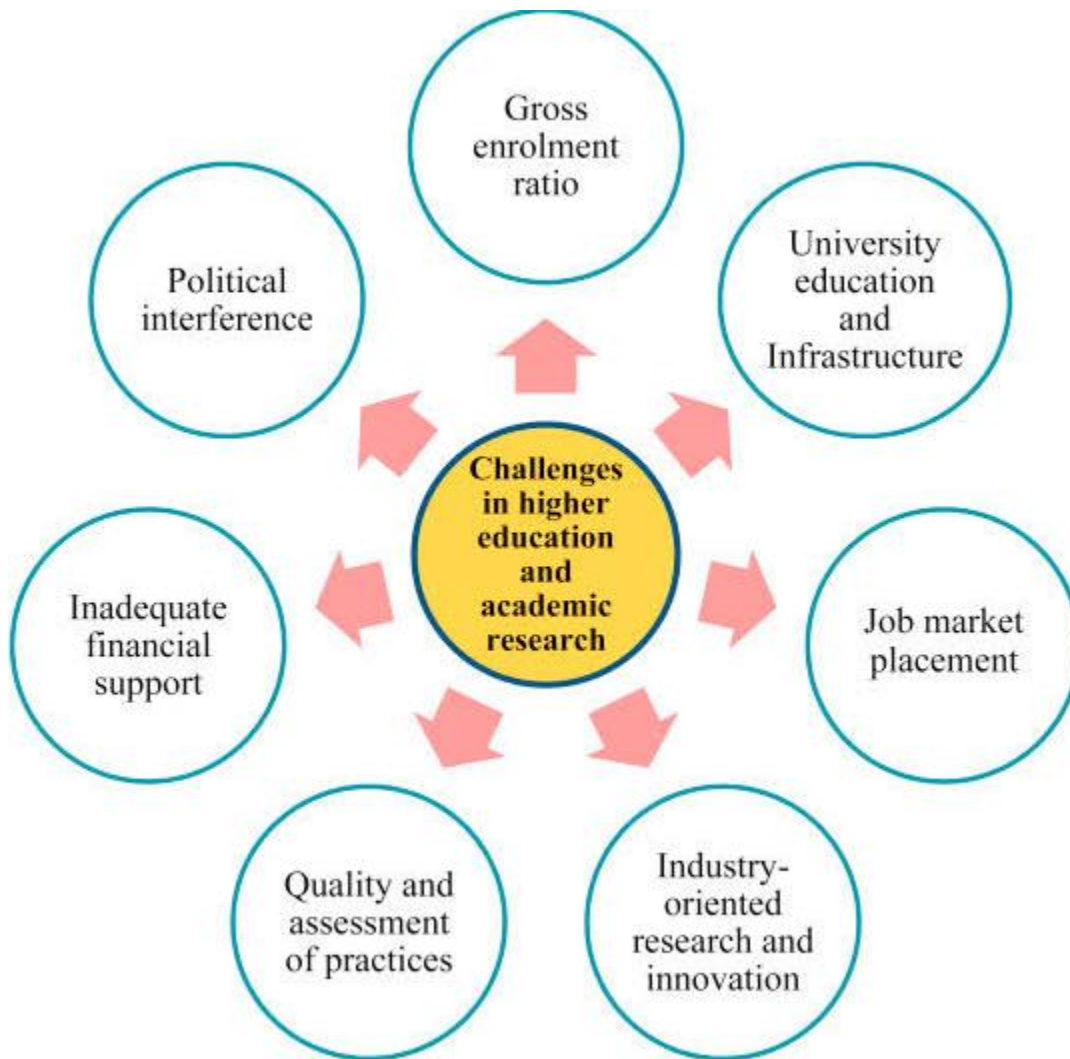 Gross
enrolment
ratio
University
education
and
Infrastructure
Political
interference
Challenges
in higher
education
and
academic
research
Job market
placement
Inadequate
financial
support
Industry-
oriented
research and
innovation
Quality and
assessment
of practices